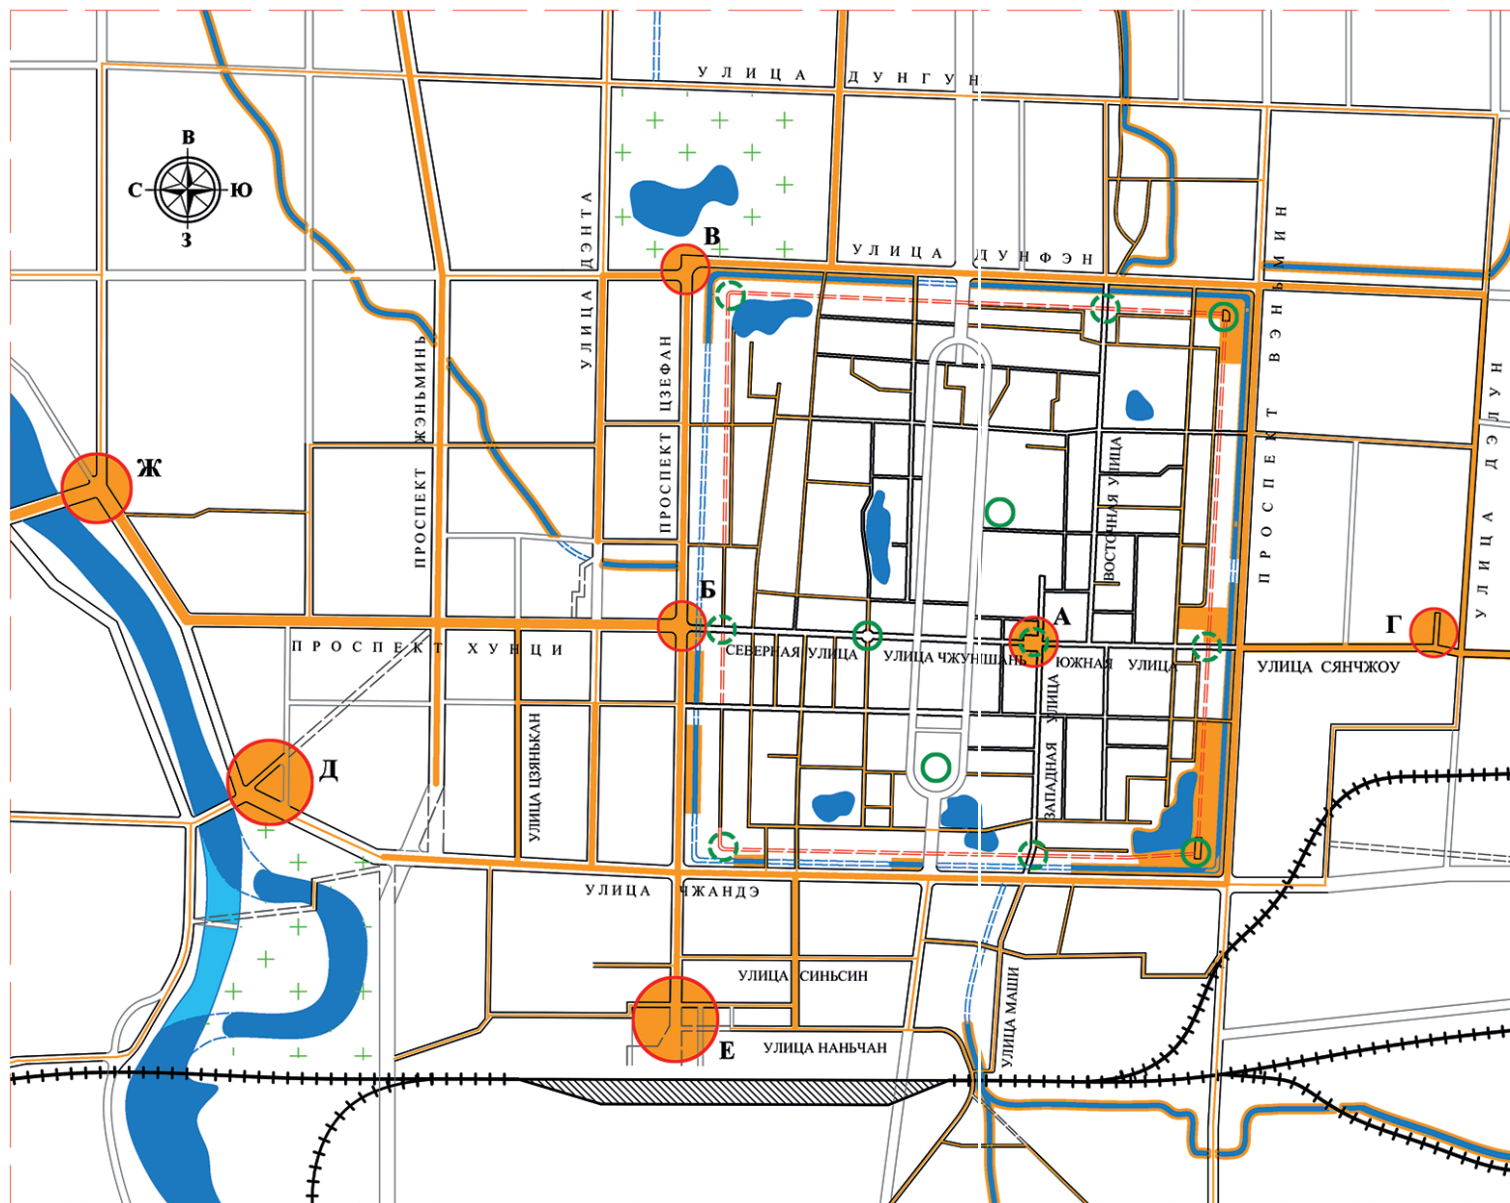 УЛИЦА ДУНГУН
В
С
Ю
З
УЛИЦА ДЭНТА
В
УЛИЦА ДУНФЭН
ПРОСПЕКТ ВЭНЬМИН
ПРОСПЕКТ ЖЭНЬМИНЬ
ПРОСПЕКТ ЦЗЕФАН
УЛИЦА ДЭЛУН
ВОСТОЧНАЯ УЛИЦА
Ж
Б
А
Г
ПРОСПЕКТ ХУНЦИ
СЕВЕРНАЯ УЛИЦА
УЛИЦА ЧЖУНШАНЬ
ЮЖНАЯ УЛИЦА
УЛИЦА СЯНЧЖОУ
ЗАПАДНАЯ УЛИЦА
УЛИЦА ЦЗЯНЬКАН
Д
УЛИЦА ЧЖАНДЭ
УЛИЦА СИНЬСИН
УЛИЦА МАШИ
Е
УЛИЦА НАНЬЧАН